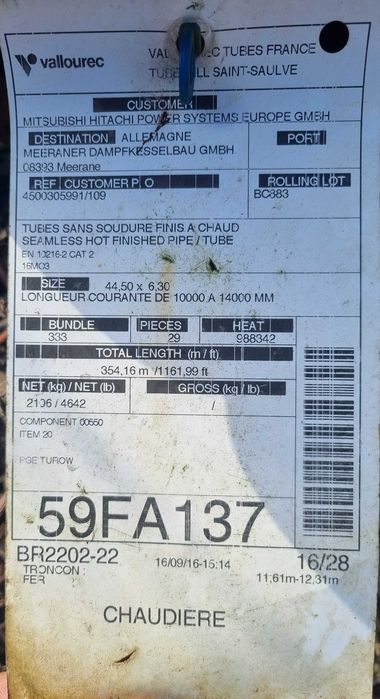 vallourec
TUBES FRANCE
SAINT-SAULVE
CUSTOMER
MITSUBISHI HITACHI POWER SYSTEMS EUROPE GMBH
DESTINATION ALLEMAGNE PORT
MEERANER DAMPFKESSELBAU GMBH
08393 Meerane
REF CUSTOMER P.O ROLLING LOT
4500305991/109 BC883
TUBES SANS SOUDURE FINIS A CHAUD
SEAMLESS HOT FINISHED PIPE / TUBE
EN 10216-2 CAT 2
16MO3
SIZE 44,50 x 6,30
LONGUEUR COURANTE DE 10000 A 14000 MM
BUNDLE PIECES HEAT
333 29 988342
TOTAL LENGTH (m / ft)
354,16 m /1161,99 ft
NET (kg) / NET (lb) GROSS (kg / lb)
2106 / 4642 /
COMPONENT 00550
ITEM 20
PGE TUROW
59FA137
BR2202-22 16/09/16-15:14 16/28
TRONCON : 11,61m-12,31m
FER
CHAUDIERE